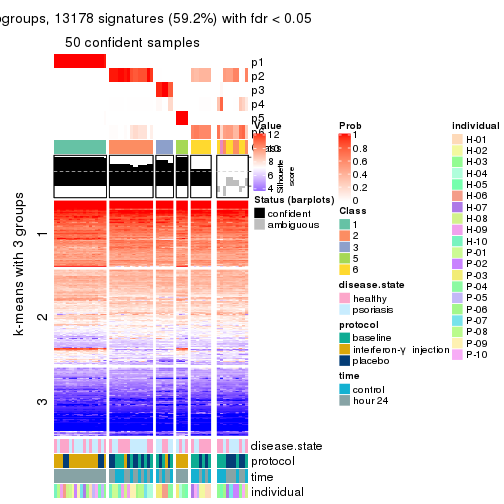 ogroups, 13178 signatures (59.2%) with fdr < 0.05
50 confident samples
p1
p2
p3
p4
p5
p6
k-means with 3 groups
1
2
3
Value
12
8
6
4
Silhouette
score
Status (barplots)
confident
ambiguous
Prob
1
0.8
0.6
0.4
0.2
0
Class
1
2
3
5
6
disease.state
healthy
psoriasis
protocol
baseline
interferon-γ injection
placebo
time
control
hour 24
individual
H-01
H-02
H-03
H-04
H-05
H-06
H-07
H-08
H-09
H-10
P-01
P-02
P-03
P-04
P-05
P-06
P-07
P-08
P-09
P-10
disease.state
protocol
time
individual